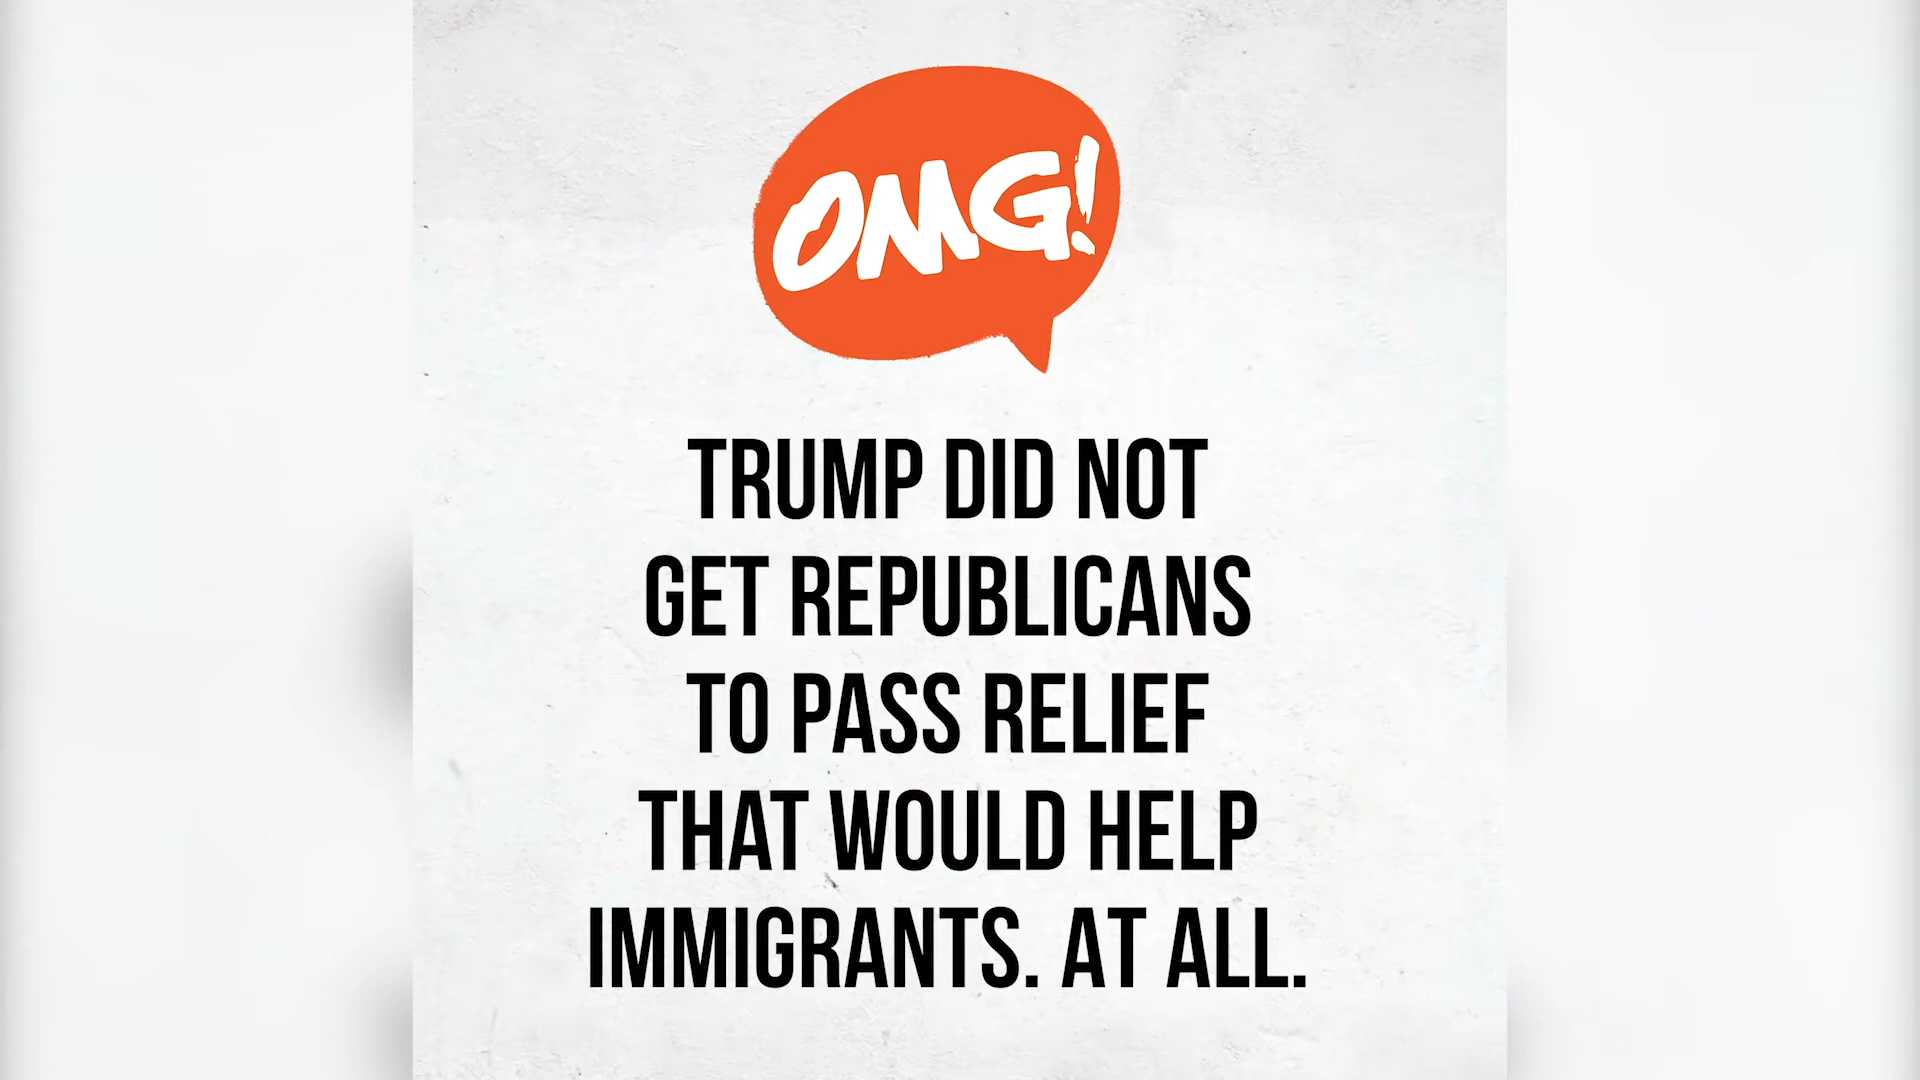 OMG!
TRUMP DID NOT
GET REPUBLICANS
TO PASS RELIEF
THAT WOULD HELP
IMMIGRANTS. AT ALL.